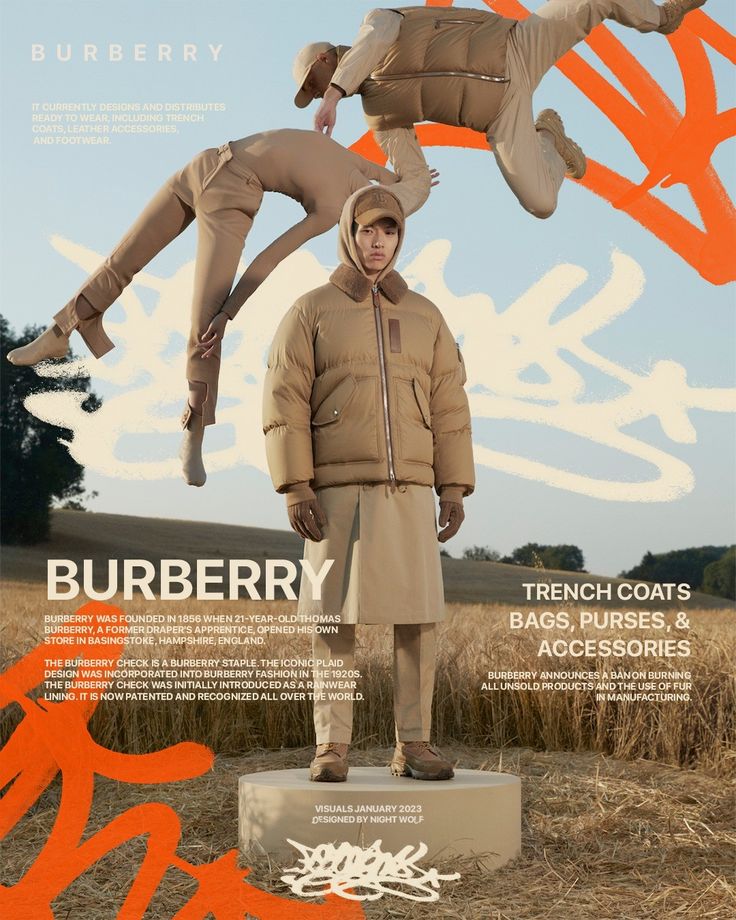 BURBERRY
IT CURRENTLY DESIGNS AND DISTRIBUTES
READY TO WEAR, INCLUDING TRENCH
COATS, LEATHER ACCESSORIES,
AND FOOTWEAR.
BURBERRY
BURBERRY WAS FOUNDED IN 1856 WHEN 21-YEAR-OLD THOMAS
BURBERRY, A FORMER DRAPER'S APPRENTICE, OPENED HIS OWN
STORE IN BASINGSTOKE, HAMPSHIRE, ENGLAND.
THE BURBERRY CHECK IS A BURBERRY STAPLE. THE ICONIC PLAID
DESIGN WAS INCORPORATED INTO BURBERRY FASHION IN THE 1920S.
THE BURBERRY CHECK WAS INITIALLY INTRODUCED AS A RAINWEAR
LINING. IT IS NOW PATENTED AND RECOGNIZED ALL OVER THE WORLD.
TRENCH COATS
BAGS, PURSES, &
ACCESSORIES
BURBERRY ANNOUNCES A BAN ON BURNING
ALL UNSOLD PRODUCTS AND THE USE OF FUR
IN MANUFACTURING.
VISUALS JANUARY 2023
DESIGNED BY NIGHT WOLF